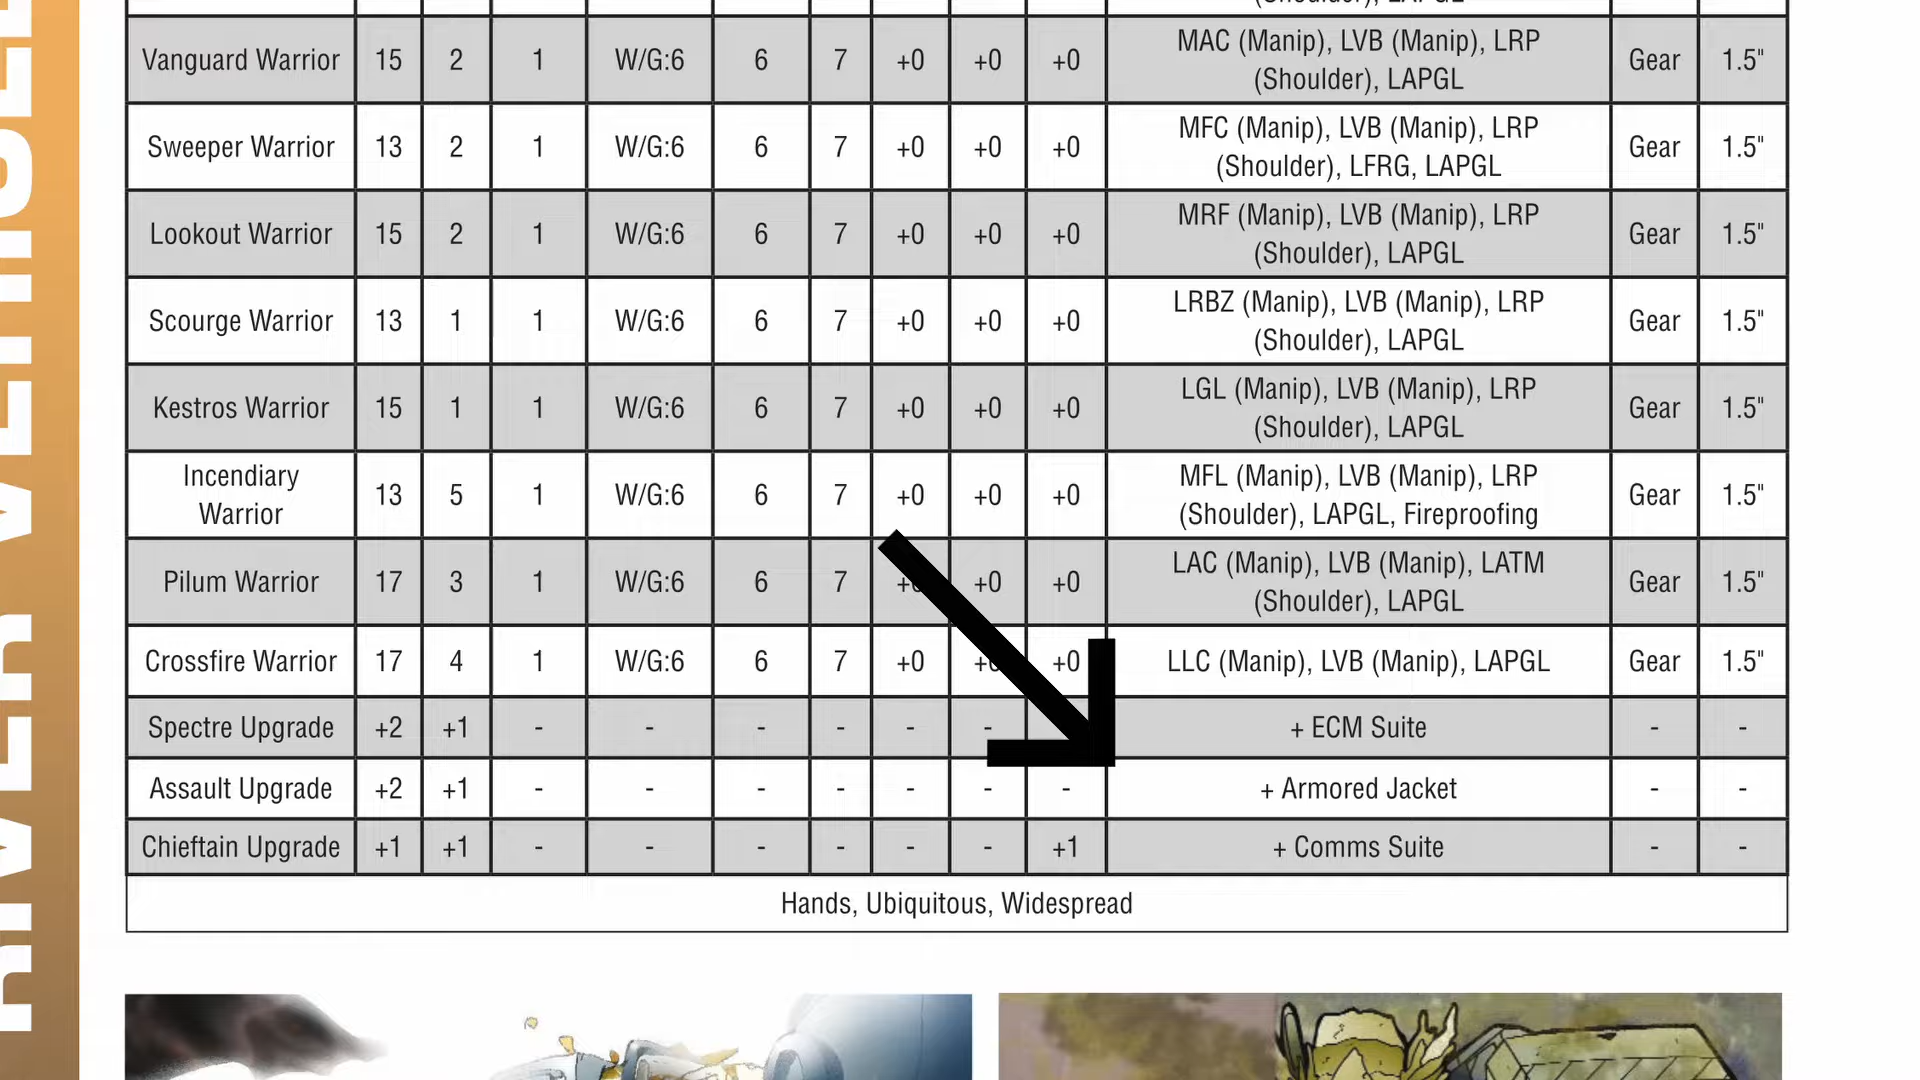 (Shoulder), LAPGL
Vanguard Warrior 15 2 1 W/G:6 6 7 +0 +0 +0 MAC (Manip), LVB (Manip), LRP (Shoulder), LAPGL Gear 1.5"
Sweeper Warrior 13 2 1 W/G:6 6 7 +0 +0 +0 MFC (Manip), LVB (Manip), LRP (Shoulder), LFRG, LAPGL Gear 1.5"
Lookout Warrior 15 2 1 W/G:6 6 7 +0 +0 +0 MRF (Manip), LVB (Manip), LRP (Shoulder), LAPGL Gear 1.5"
Scourge Warrior 13 1 1 W/G:6 6 7 +0 +0 +0 LRBZ (Manip), LVB (Manip), LRP (Shoulder), LAPGL Gear 1.5"
Kestros Warrior 15 1 1 W/G:6 6 7 +0 +0 +0 LGL (Manip), LVB (Manip), LRP (Shoulder), LAPGL Gear 1.5"
Incendiary Warrior 13 5 1 W/G:6 6 7 +0 +0 +0 MFL (Manip), LVB (Manip), LRP (Shoulder), LAPGL, Fireproofing Gear 1.5"
Pilum Warrior 17 3 1 W/G:6 6 7 +0 +0 +0 LAC (Manip), LVB (Manip), LATM (Shoulder), LAPGL Gear 1.5"
Crossfire Warrior 17 4 1 W/G:6 6 7 +0 +0 +0 LLC (Manip), LVB (Manip), LAPGL Gear 1.5"
Spectre Upgrade +2 +1 - - - - - - + ECM Suite - -
Assault Upgrade +2 +1 - - - - - - - + Armored Jacket - -
Chieftain Upgrade +1 +1 - - - - - - +1 + Comms Suite - -
Hands, Ubiquitous, Widespread